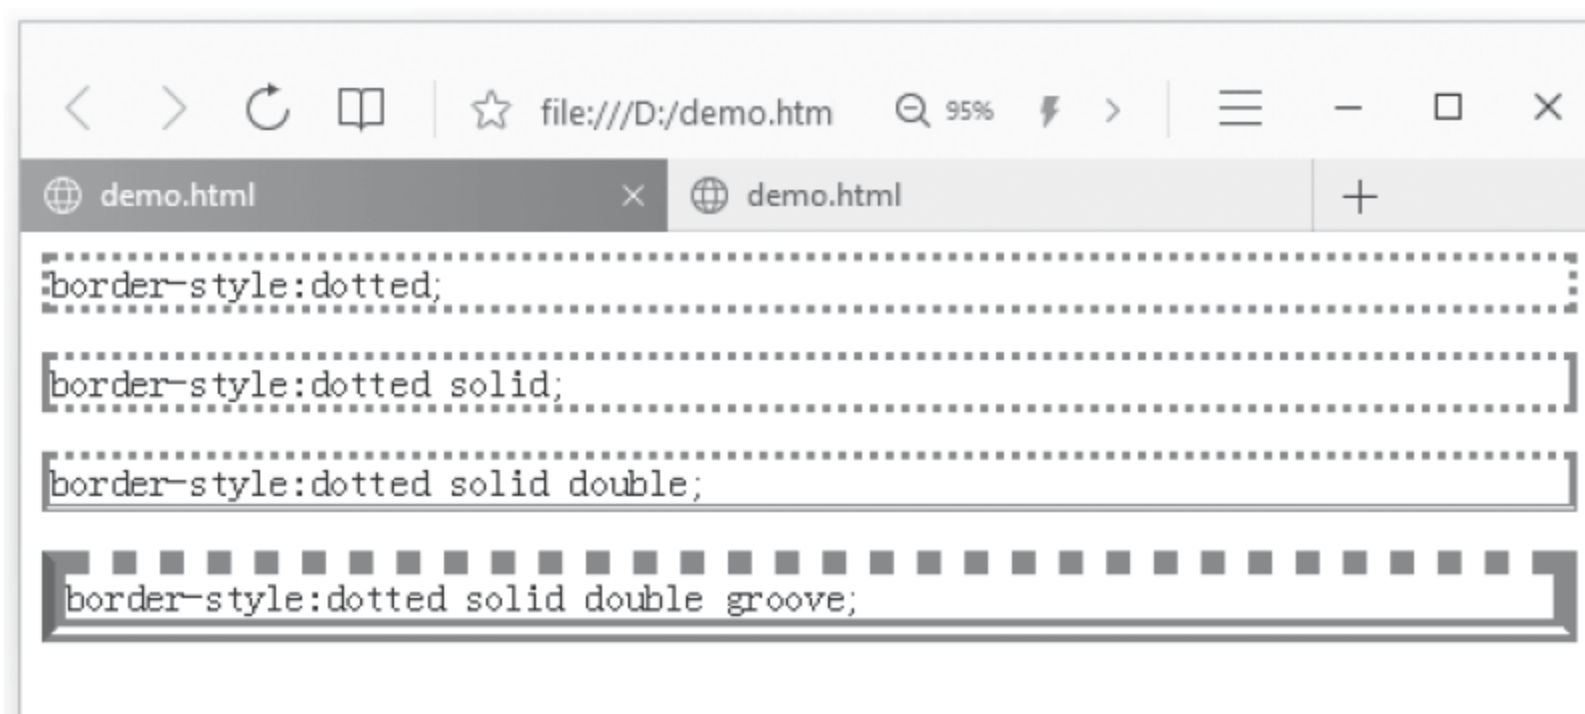 file:///D:/demo.htm 95%
demo.html demo.html
border-style:dotted;
border-style:dotted solid;
border-style:dotted solid double;
border-style:dotted solid double groove;